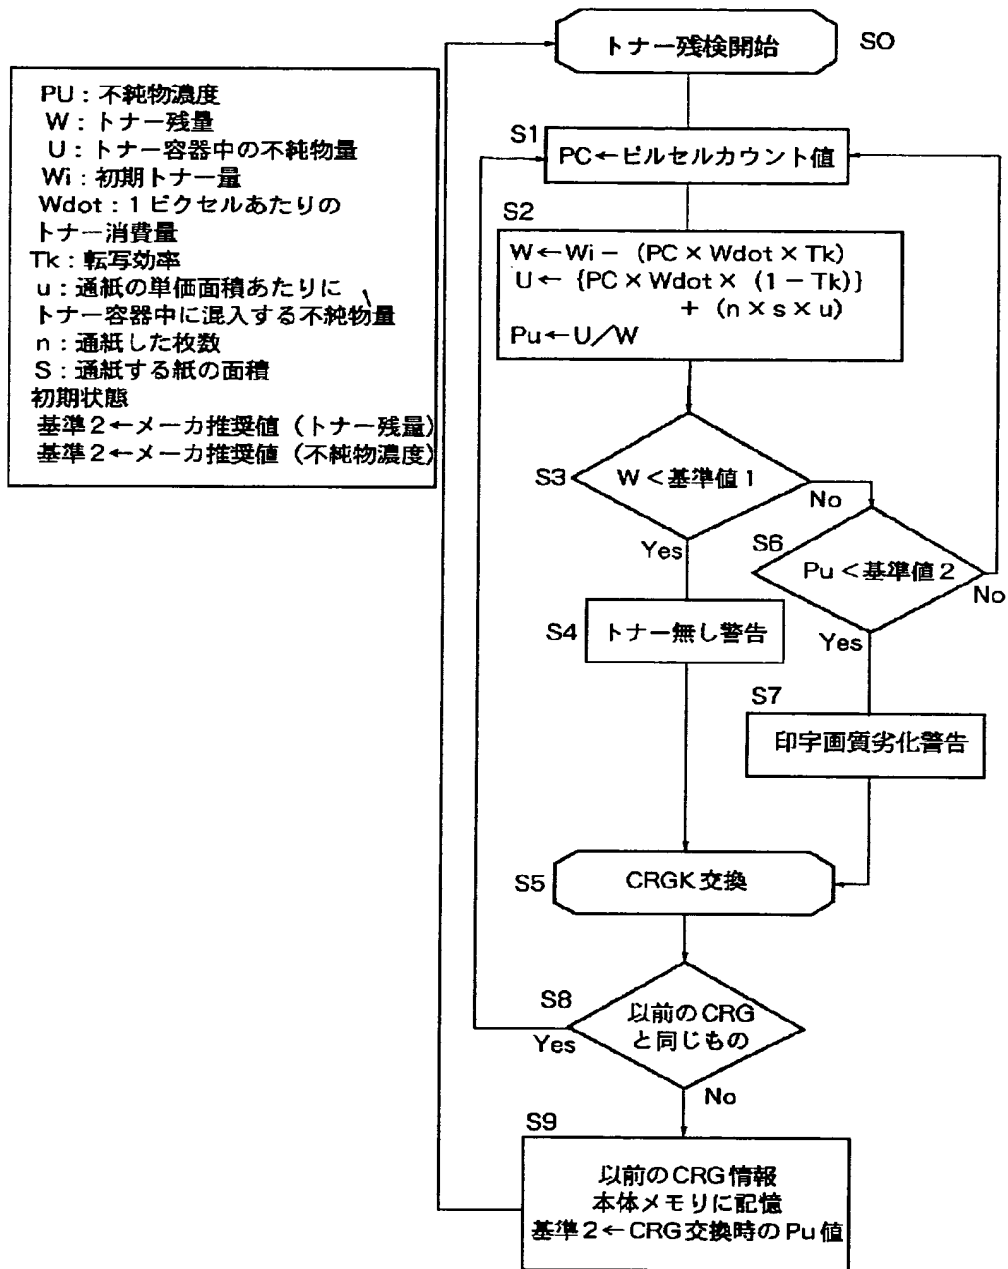 トナー残検開始
S0
PU：不純物濃度
W：トナー残量
U：トナー容器中の不純物量
Wi：初期トナー量
Wdot：1ピクセルあたりの
トナー消費量
Tk：転写効率
u：通紙の単価面積あたりに
トナー容器中に混入する不純物量
n：通紙した枚数
S：通紙する紙の面積
初期状態
基準2←メーカ推奨値（トナー残量）
基準2←メーカ推奨値（不純物濃度）
S1
PC←ピルセルカウント値
S2
W←Wi－（PC×Wdot×Tk）
U←｛PC×Wdot×（1－Tk）｝
＋（n×s×u）
Pu←U／W
S3
W＜基準値1
No
Yes
S6
Pu＜基準値2
No
Yes
S4
トナー無し警告
S7
印字画質劣化警告
S5
CRGK交換
S8
以前のCRG
と同じもの
Yes
No
S9
以前のCRG情報
本体メモリに記憶
基準2←CRG交換時のPu値